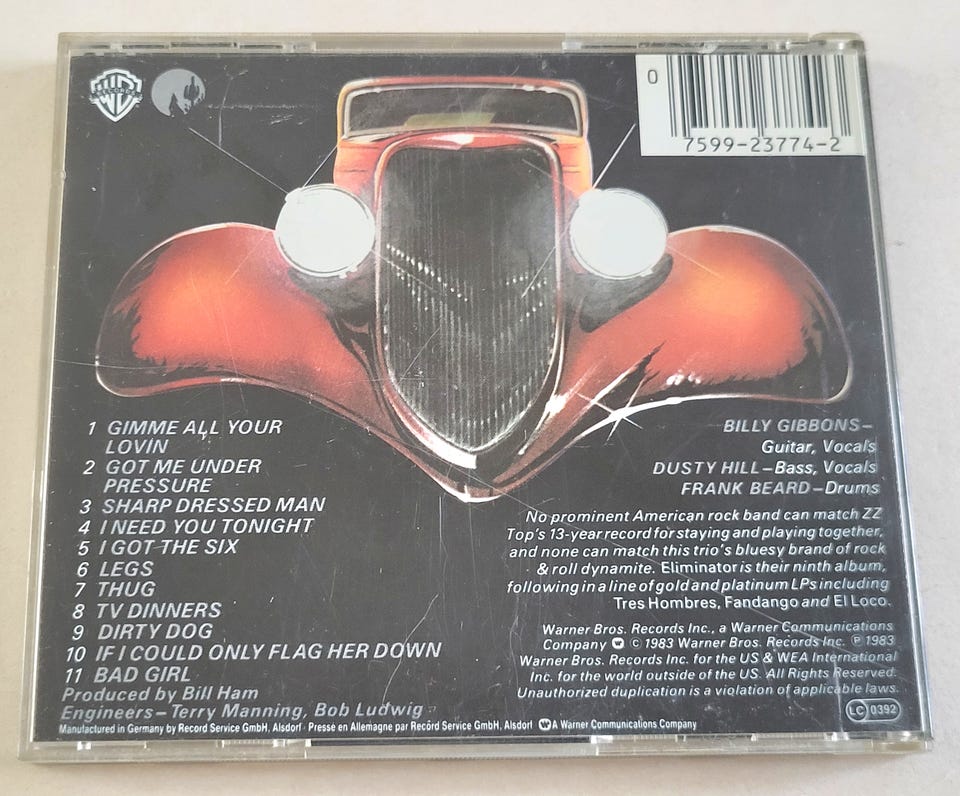 WB
RECORDS
0
7599-23774-2
1 GIMME ALL YOUR
LOVIN
2 GOT ME UNDER
PRESSURE
3 SHARP DRESSED MAN
4 I NEED YOU TONIGHT
5 I GOT THE SIX
6 LEGS
7 THUG
8 TV DINNERS
9 DIRTY DOG
10 IF I COULD ONLY FLAG HER DOWN
11 BAD GIRL
Produced by Bill Ham
Engineers—Terry Manning, Bob Ludwig
BILLY GIBBONS—
Guitar, Vocals
DUSTY HILL—Bass, Vocals
FRANK BEARD—Drums
No prominent American rock band can match ZZ
Top's 13-year record for staying and playing together,
and none can match this trio's bluesy brand of rock
& roll dynamite. Eliminator is their ninth album,
following in a line of gold and platinum LPs including
Tres Hombres, Fandango and El Loco.
Warner Bros. Records Inc., a Warner Communications
Company © 1983 Warner Bros. Records Inc. ℗ 1983
Warner Bros. Records Inc. for the US & WEA International
Inc. for the world outside of the US. All Rights Reserved.
Unauthorized duplication is a violation of applicable laws.
LC 0392
Manufactured in Germany by Record Service GmbH, Alsdorf · Presse en Allemagne par Record Service GmbH, Alsdorf A Warner Communications Company